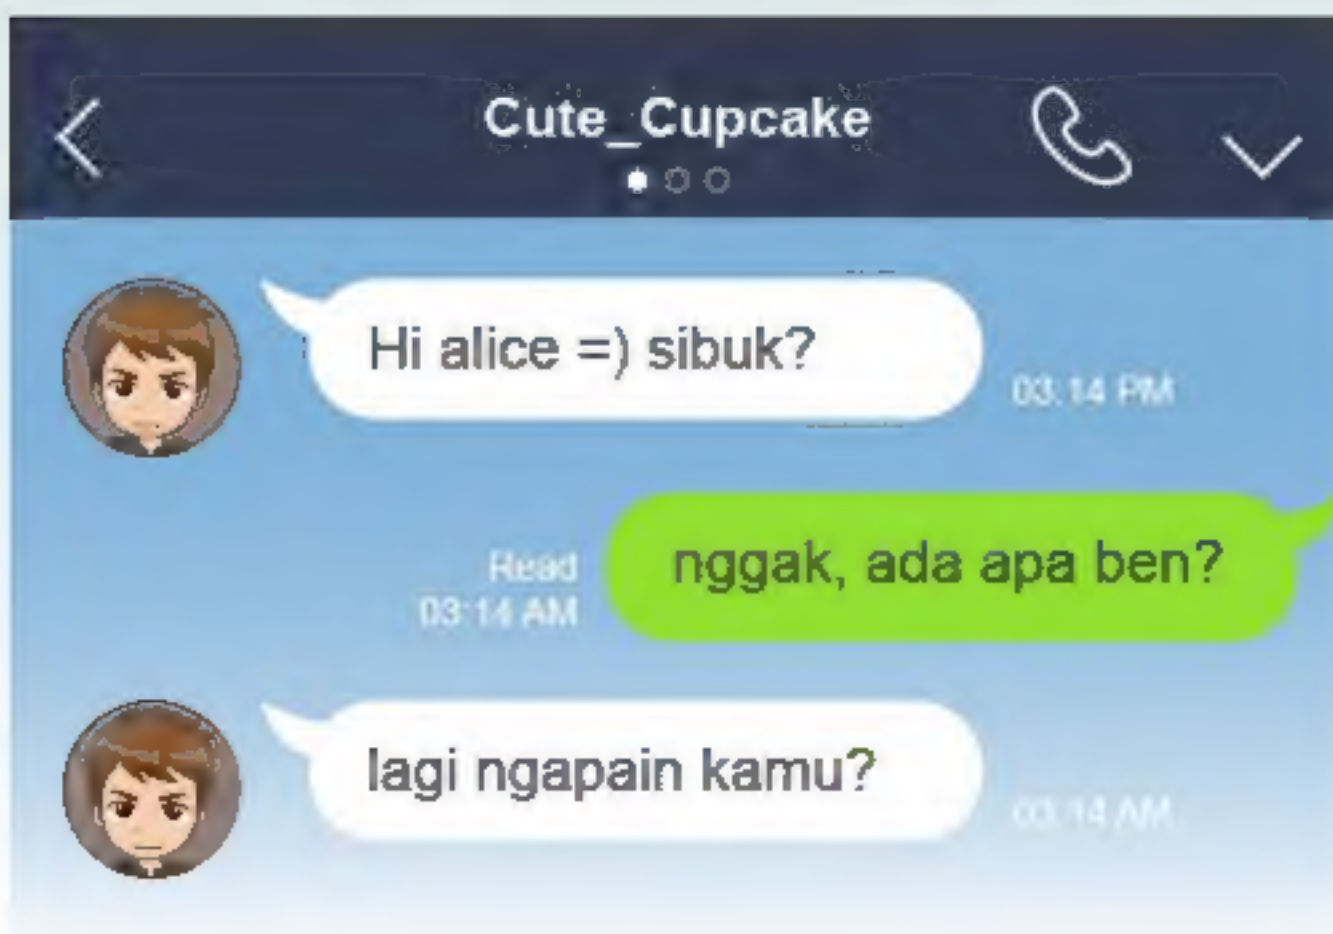 Cute_Cupcake
Hi alice =) sibuk?
03:14 PM
nggak, ada apa ben?
Read
03:14 AM
lagi ngapain kamu?
03:14 AM